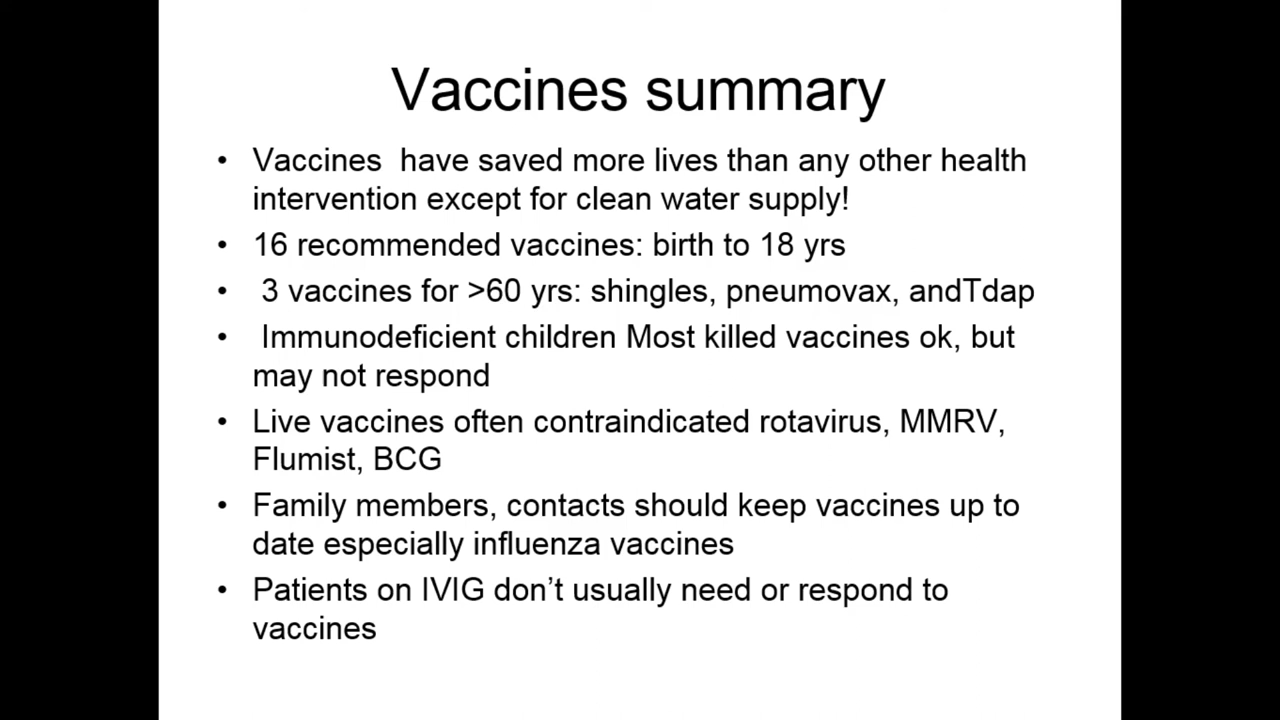 Vaccines summary
• Vaccines  have saved more lives than any other health
intervention except for clean water supply!
• 16 recommended vaccines: birth to 18 yrs
•  3 vaccines for >60 yrs: shingles, pneumovax, andTdap
•  Immunodeficient children Most killed vaccines ok, but
may not respond
• Live vaccines often contraindicated rotavirus, MMRV,
Flumist, BCG
• Family members, contacts should keep vaccines up to
date especially influenza vaccines
• Patients on IVIG don’t usually need or respond to
vaccines